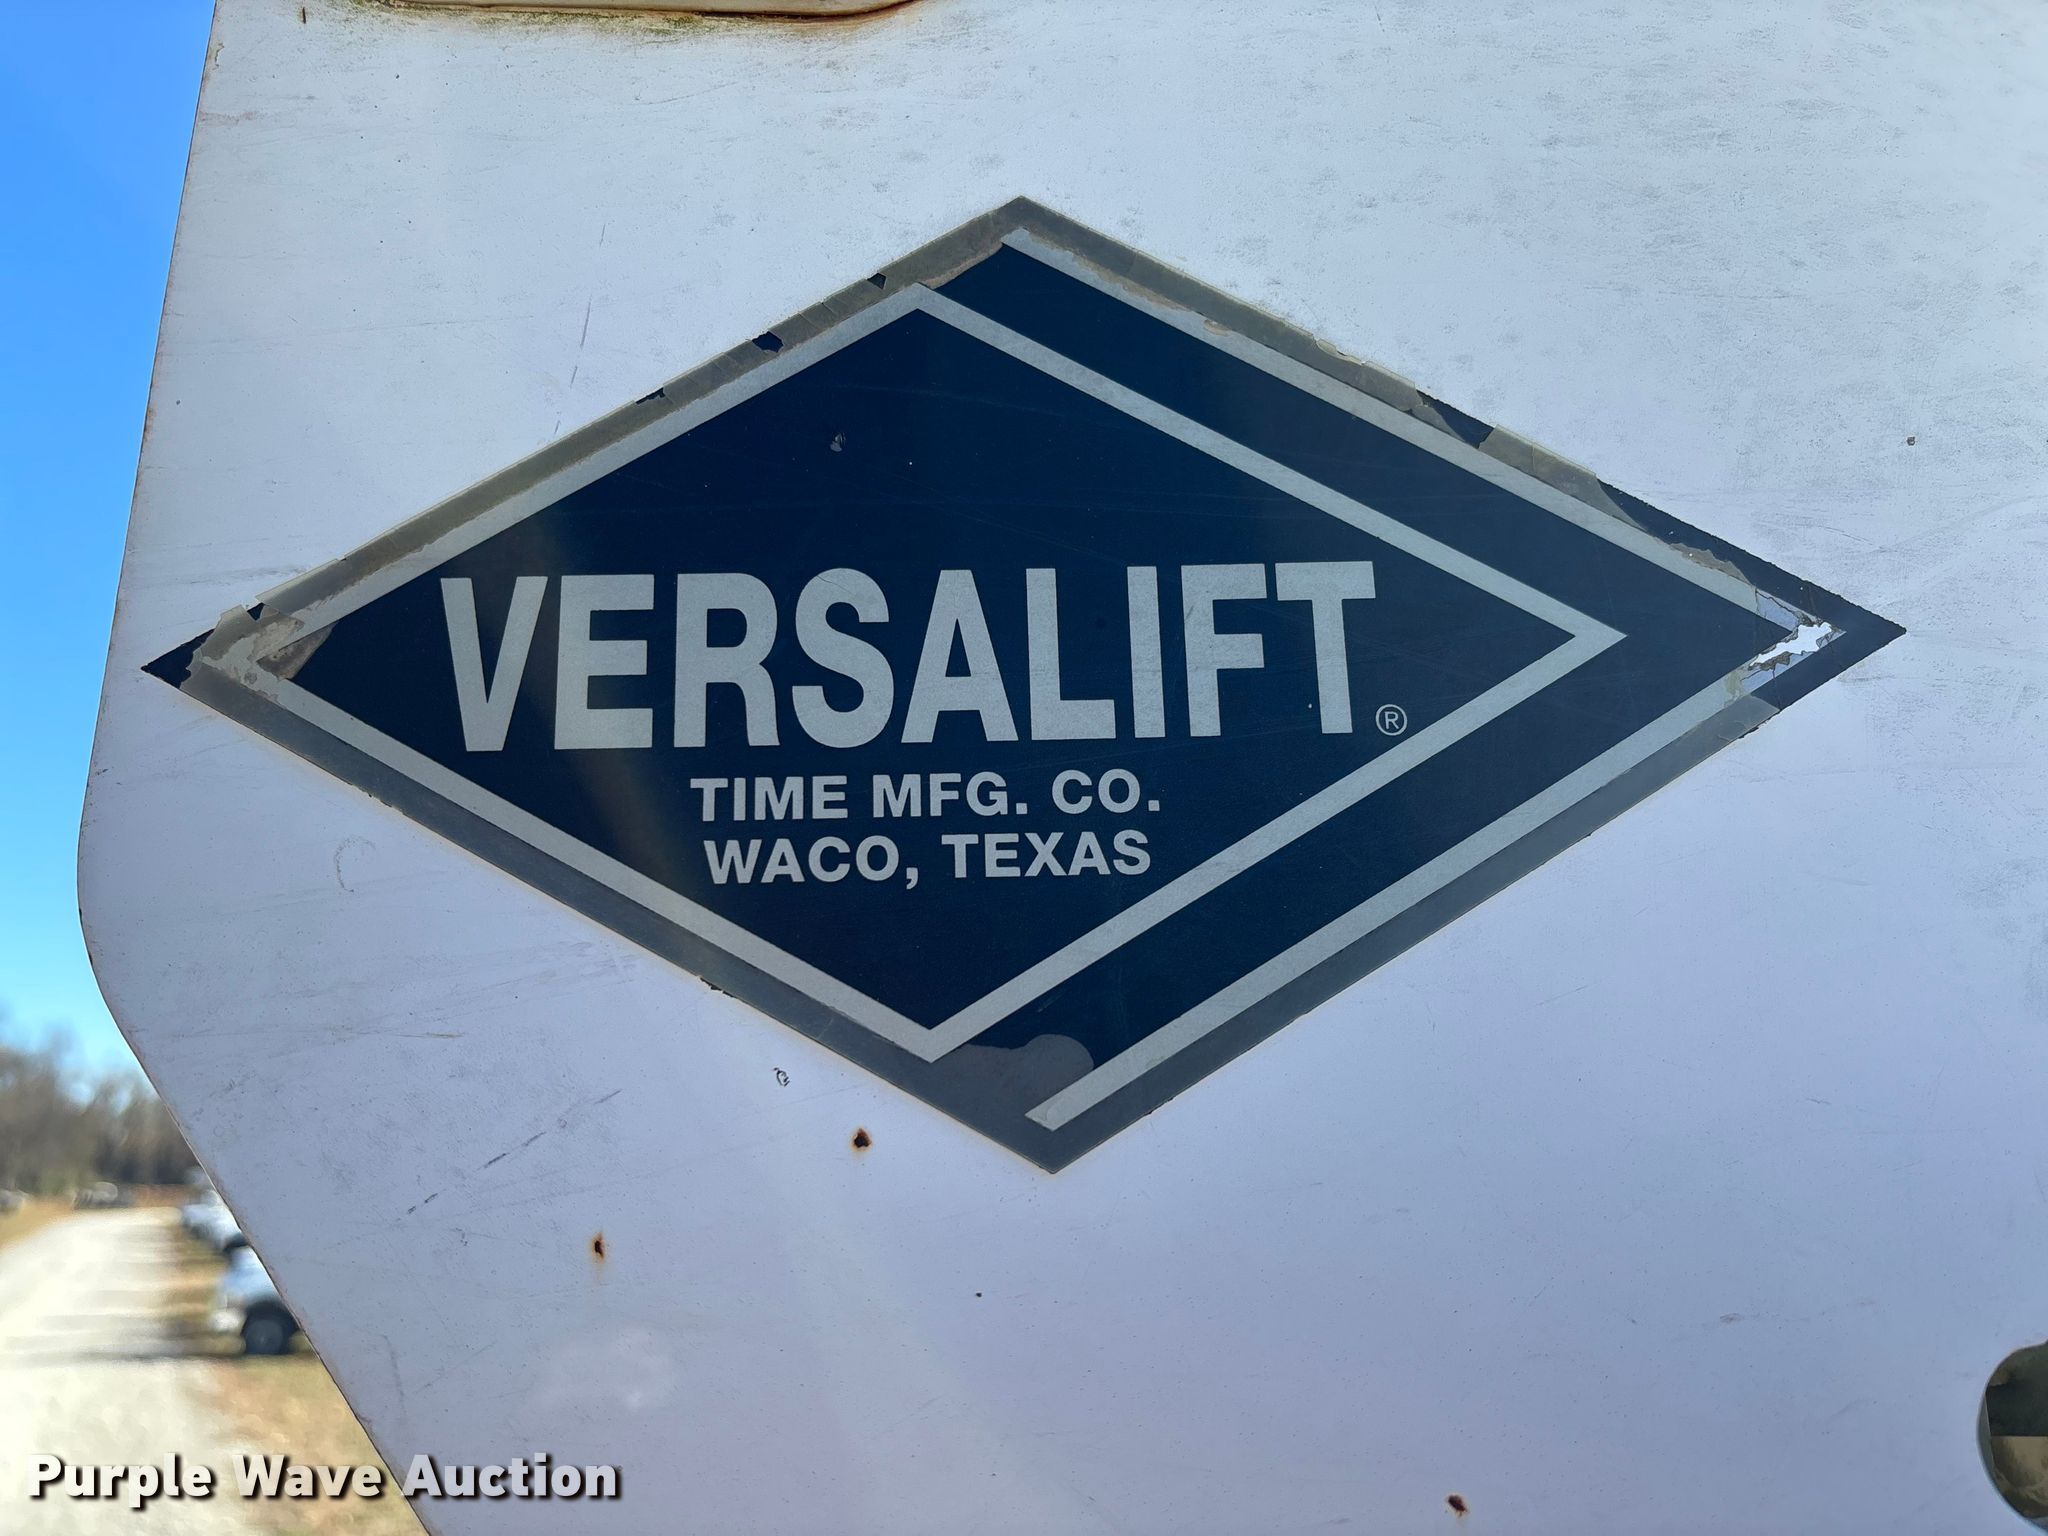 VERSALIFT®
TIME MFG. CO.
WACO, TEXAS
Purple Wave Auction